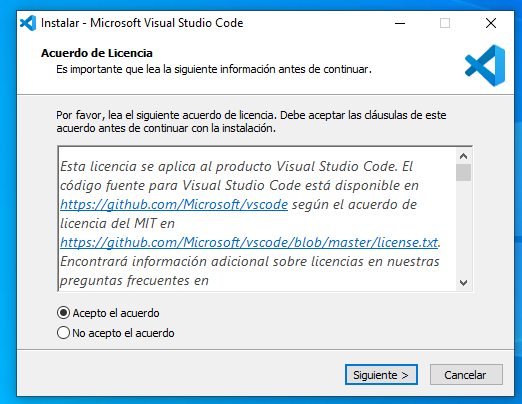 Instalar - Microsoft Visual Studio Code
Acuerdo de Licencia
Es importante que lea la siguiente información antes de continuar.
Por favor, lea el siguiente acuerdo de licencia. Debe aceptar las cláusulas de este
acuerdo antes de continuar con la instalación.
Esta licencia se aplica al producto Visual Studio Code. El
código fuente para Visual Studio Code está disponible en
https://github.com/Microsoft/vscode según el acuerdo de
licencia del MIT en
https://github.com/Microsoft/vscode/blob/master/license.txt.
Encontrará información adicional sobre licencias en nuestras
preguntas frecuentes en
Acepto el acuerdo
No acepto el acuerdo
Siguiente >
Cancelar